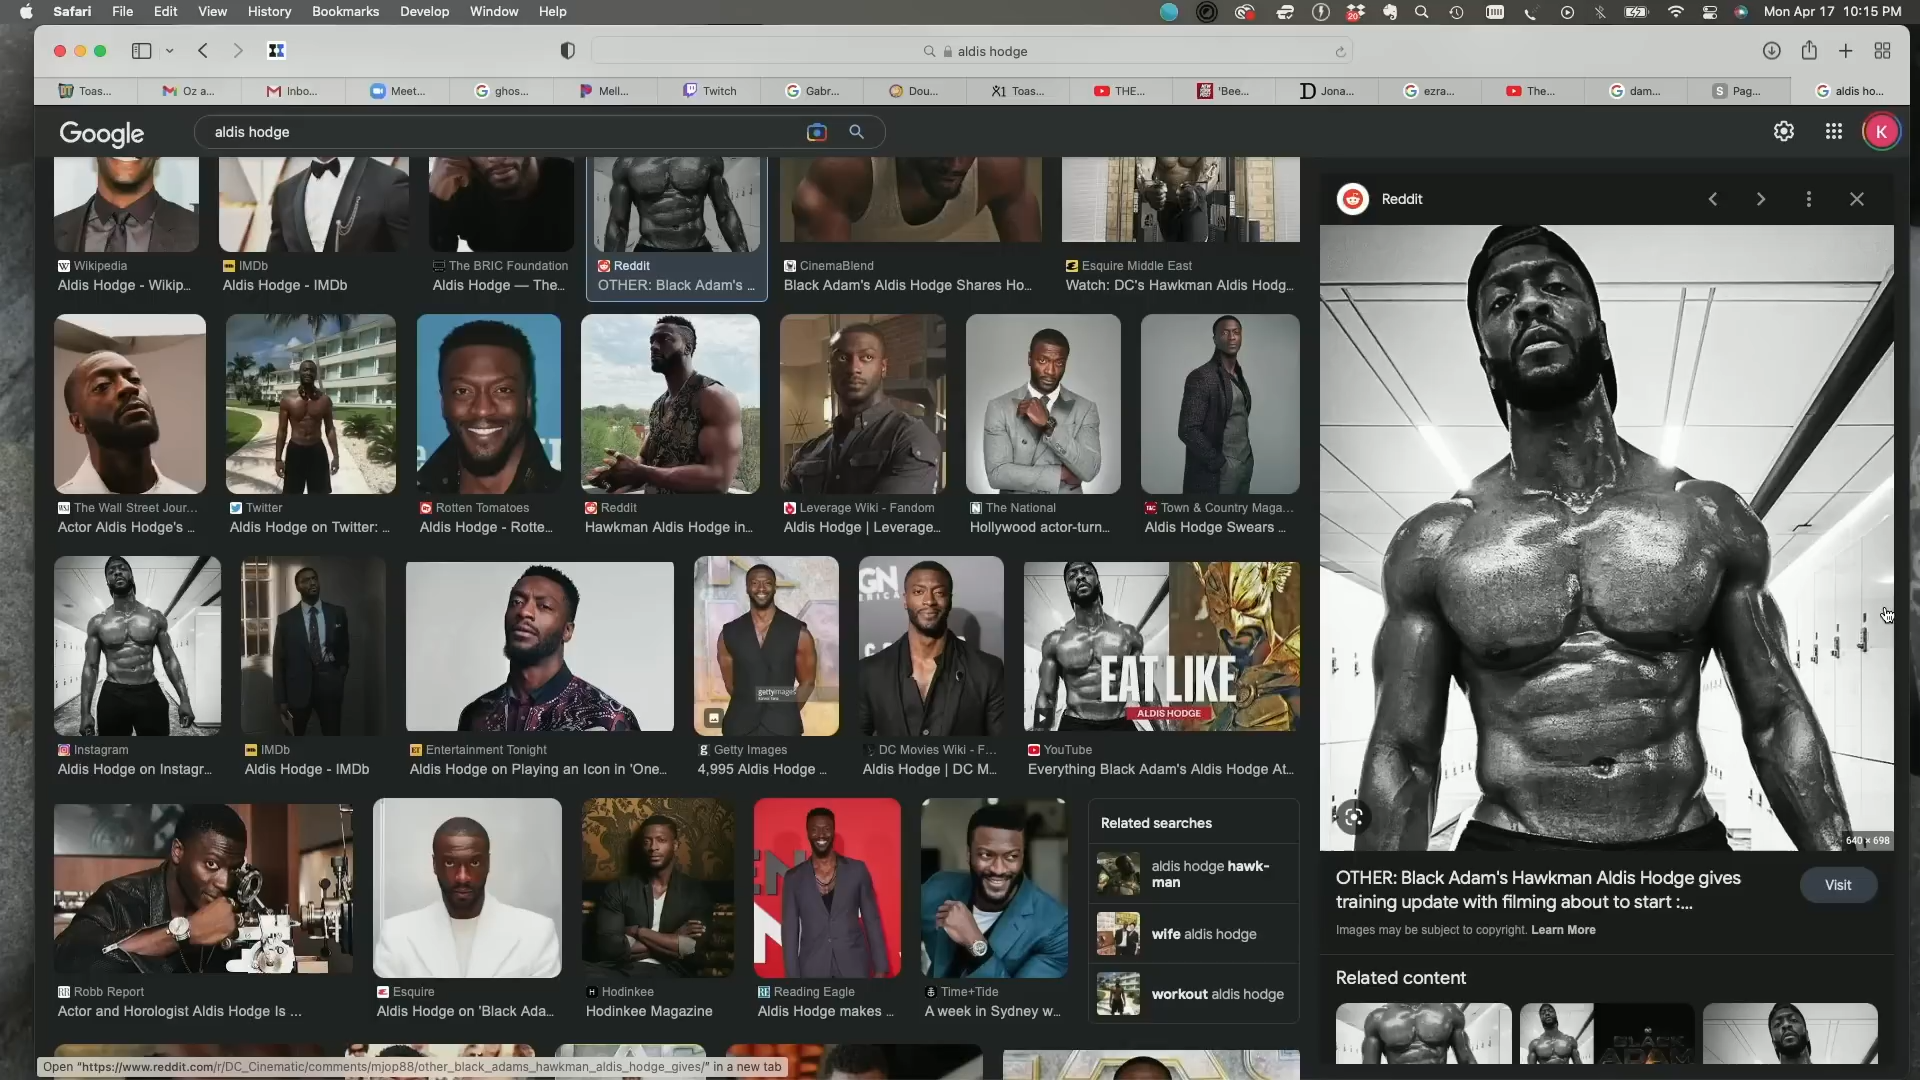 Safari File Edit View History Bookmarks Develop Window Help
20
Mon Apr 17 10:15 PM
aldis hodge
Toas...
Oz a...
Inbo...
Meet...
ghos...
Mell...
Twitch
Gabr...
Dou...
Toas...
THE...
'Bee...
Jona...
ezra...
The...
dam...
Pag...
aldis ho...
Google
aldis hodge
K
Wikipedia
Aldis Hodge - Wikip...
IMDb
Aldis Hodge - IMDb
The BRIC Foundation
Aldis Hodge — The...
Reddit
OTHER: Black Adam's ...
CinemaBlend
Black Adam's Aldis Hodge Shares Ho...
Esquire Middle East
Watch: DC's Hawkman Aldis Hodg...
The Wall Street Jour...
Actor Aldis Hodge's ...
Twitter
Aldis Hodge on Twitter: ...
Rotten Tomatoes
Aldis Hodge - Rotte...
Reddit
Hawkman Aldis Hodge in...
Leverage Wiki - Fandom
Aldis Hodge | Leverage...
The National
Hollywood actor-turn...
Town & Country Maga...
Aldis Hodge Swears ...
gettyimages
EAT LIKE
ALDIS HODGE
Instagram
Aldis Hodge on Instagr...
IMDb
Aldis Hodge - IMDb
Entertainment Tonight
Aldis Hodge on Playing an Icon in 'One...
Getty Images
4,995 Aldis Hodge ...
DC Movies Wiki - F...
Aldis Hodge | DC M...
YouTube
Everything Black Adam's Aldis Hodge At...
Robb Report
Actor and Horologist Aldis Hodge Is ...
Esquire
Aldis Hodge on 'Black Ada...
Hodinkee
Hodinkee Magazine
Reading Eagle
Aldis Hodge makes ...
Time+Tide
A week in Sydney w...
Related searches
aldis hodge hawk-
man
wife aldis hodge
workout aldis hodge
Reddit
640 × 698
OTHER: Black Adam's Hawkman Aldis Hodge gives
training update with filming about to start :...
Visit
Images may be subject to copyright. Learn More
Related content
BLACK
ADAM
Open "https://www.reddit.com/r/DC_Cinematic/comments/mjop88/other_black_adams_hawkman_aldis_hodge_gives/" in a new tab